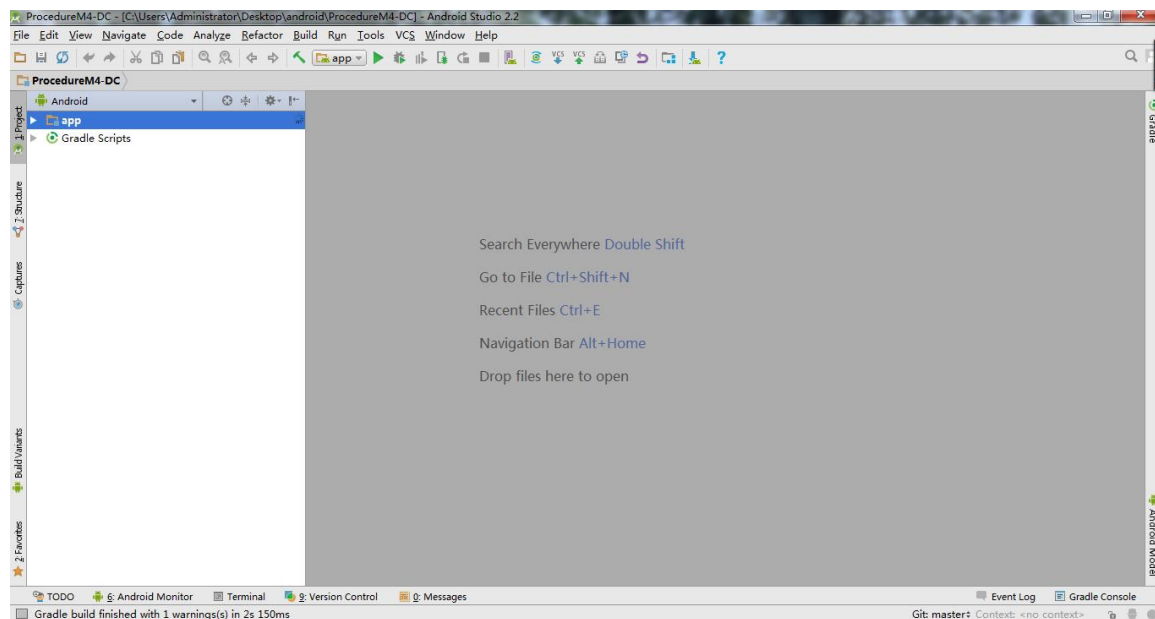 ProcedureM4-DC - [C:\Users\Administrator\Desktop\android\ProcedureM4-DC] - Android Studio 2.2
File Edit View Navigate Code Analyze Refactor Build Run Tools VCS Window Help
app
VCS VCS
ProcedureM4-DC
Android
1: Project
app
Gradle Scripts
Gradle
7: Structure
Captures
Search Everywhere Double Shift
Go to File Ctrl+Shift+N
Recent Files Ctrl+E
Navigation Bar Alt+Home
Drop files here to open
Build Variants
2: Favorites
Android Model
TODO 6: Android Monitor Terminal 9: Version Control 0: Messages Event Log Gradle Console
Gradle build finished with 1 warnings(s) in 2s 150ms Git: master Context: <no context>